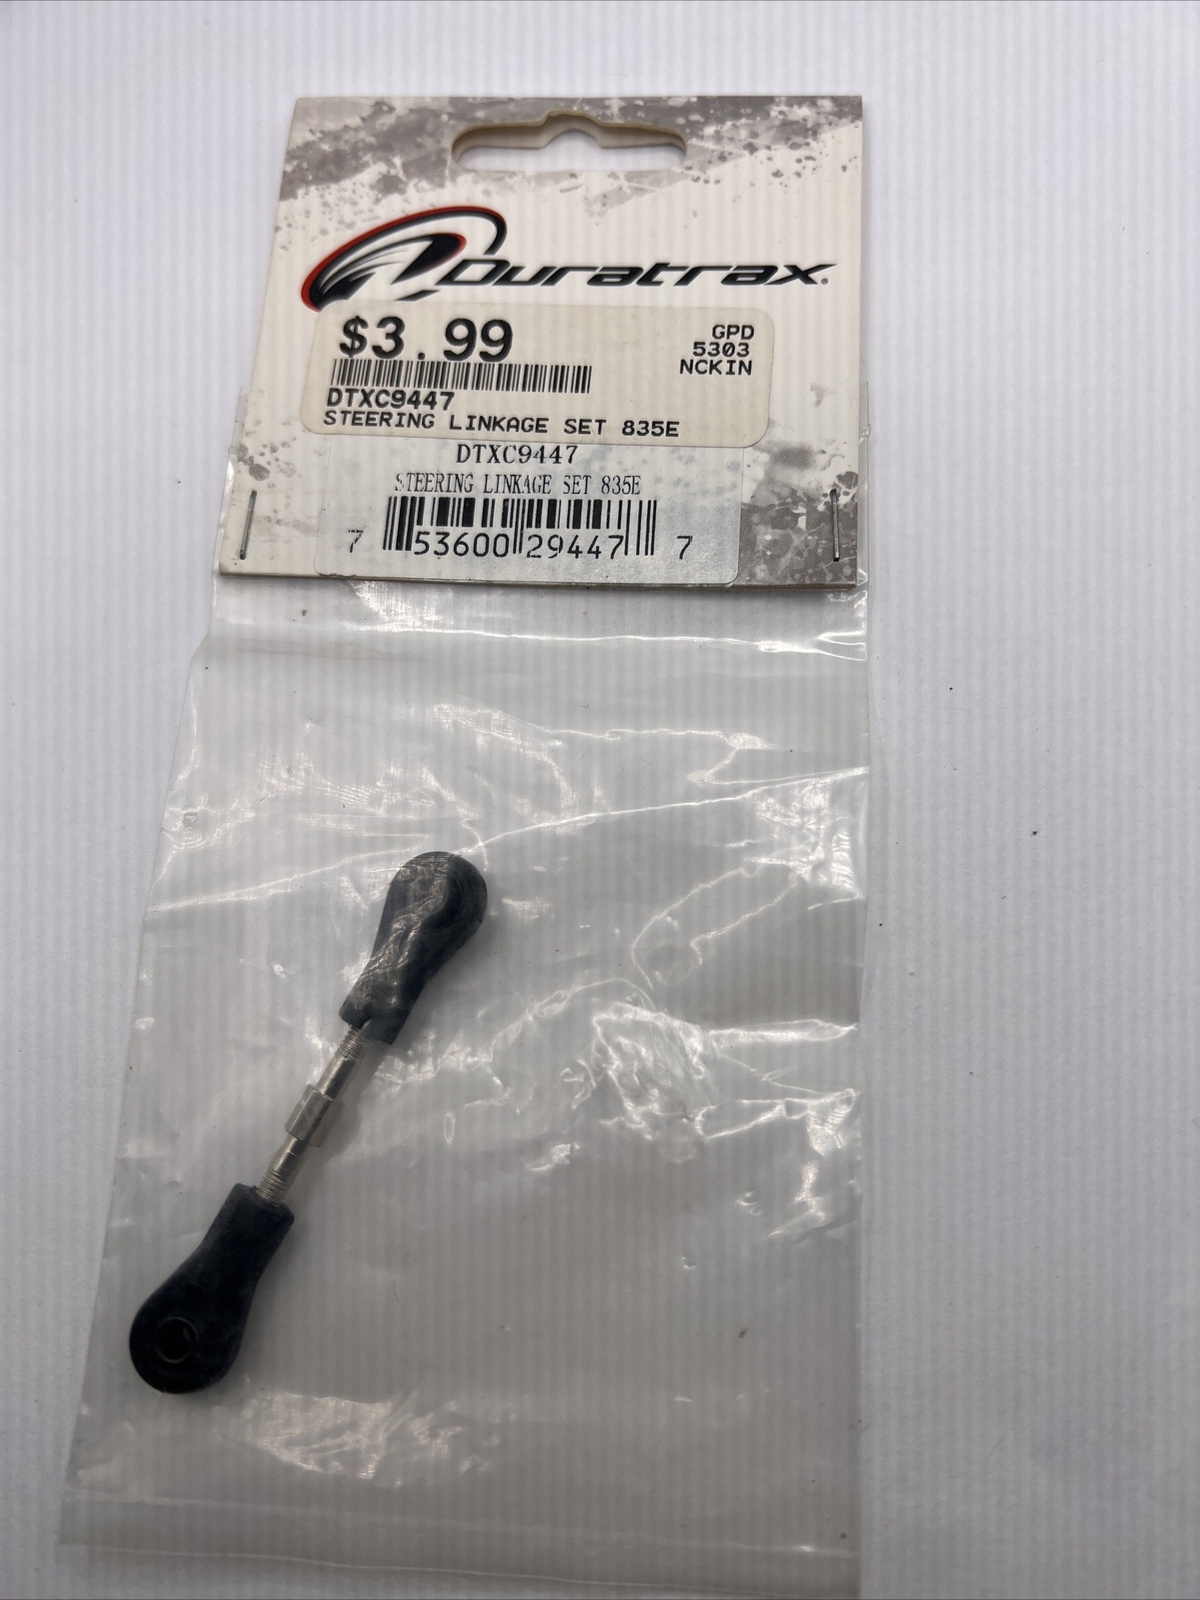 Duratrax®
$3.99
GPD
5303
NCKIN
DTXC9447
STEERING LINKAGE SET 835E
DTXC9447
STEERING LINKAGE SET 835E
7 53600 29447 7